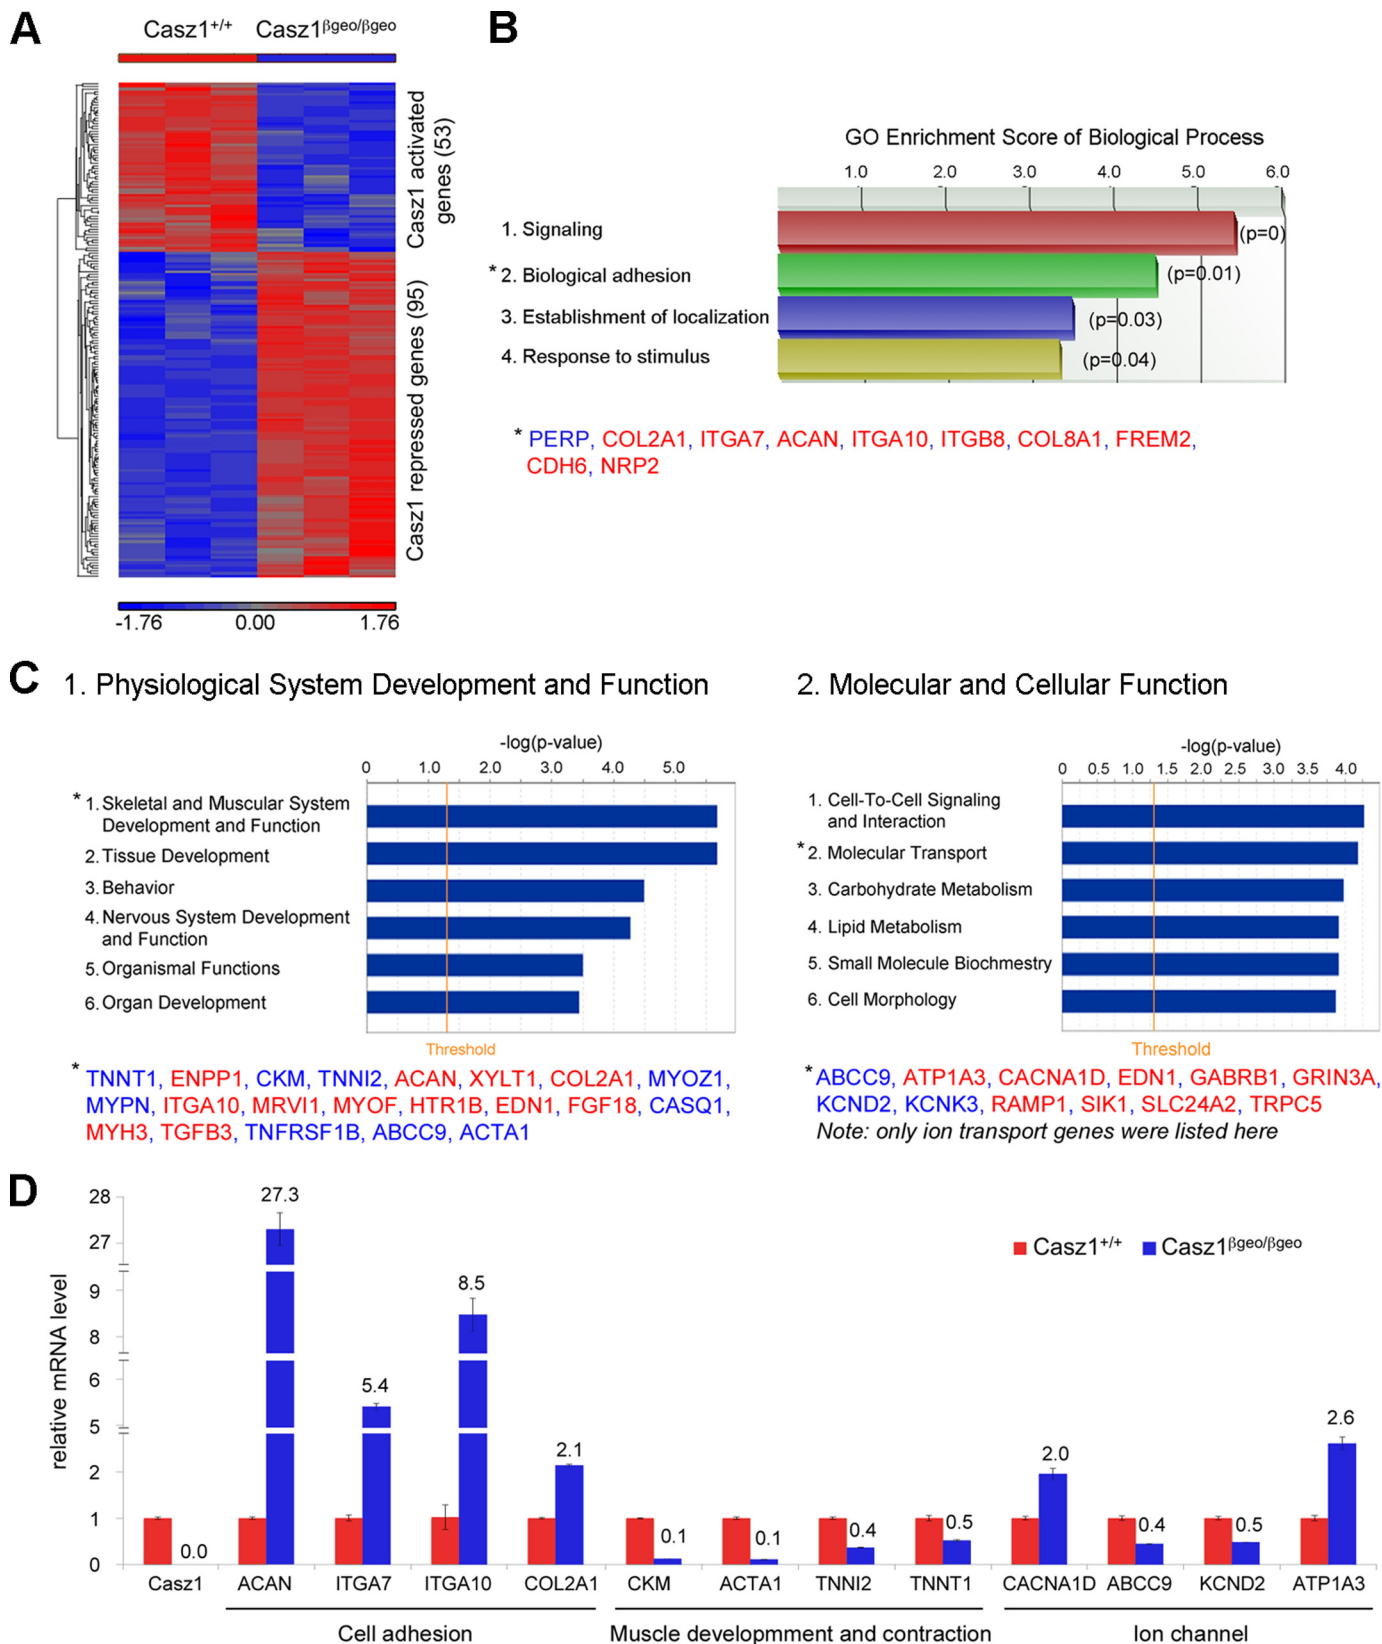 A
Casz1+/+
Casz1βgeo/βgeo
Casz1 activated
genes (53)
Casz1 repressed genes (95)
-1.76
0.00
1.76
B
GO Enrichment Score of Biological Process
1.0 2.0 3.0 4.0 5.0 6.0
1. Signaling
(p=0)
* 2. Biological adhesion
(p=0.01)
3. Establishment of localization
(p=0.03)
4. Response to stimulus
(p=0.04)
* PERP, COL2A1, ITGA7, ACAN, ITGA10, ITGB8, COL8A1, FREM2,
CDH6, NRP2
C
1. Physiological System Development and Function
-log(p-value)
0 1.0 2.0 3.0 4.0 5.0
* 1. Skeletal and Muscular System
Development and Function
2. Tissue Development
3. Behavior
4. Nervous System Development
and Function
5. Organismal Functions
6. Organ Development
Threshold
* TNNT1, ENPP1, CKM, TNNI2, ACAN, XYLT1, COL2A1, MYOZ1,
MYPN, ITGA10, MRVI1, MYOF, HTR1B, EDN1, FGF18, CASQ1,
MYH3, TGFB3, TNFRSF1B, ABCC9, ACTA1
2. Molecular and Cellular Function
-log(p-value)
0 0.5 1.0 1.5 2.0 2.5 3.0 3.5 4.0
1. Cell-To-Cell Signaling
and Interaction
* 2. Molecular Transport
3. Carbohydrate Metabolism
4. Lipid Metabolism
5. Small Molecule Biochmestry
6. Cell Morphology
Threshold
* ABCC9, ATP1A3, CACNA1D, EDN1, GABRB1, GRIN3A,
KCND2, KCNK3, RAMP1, SIK1, SLC24A2, TRPC5
Note: only ion transport genes were listed here
D
relative mRNA level
28
27
9
8
6
5
2
1
0
Casz1+/+
Casz1βgeo/βgeo
0.0
27.3
5.4
8.5
2.1
0.1
0.1
0.4
0.5
2.0
0.4
0.5
2.6
Casz1 ACAN ITGA7 ITGA10 COL2A1 CKM ACTA1 TNNI2 TNNT1 CACNA1D ABCC9 KCND2 ATP1A3
Cell adhesion
Muscle developmment and contraction
Ion channel